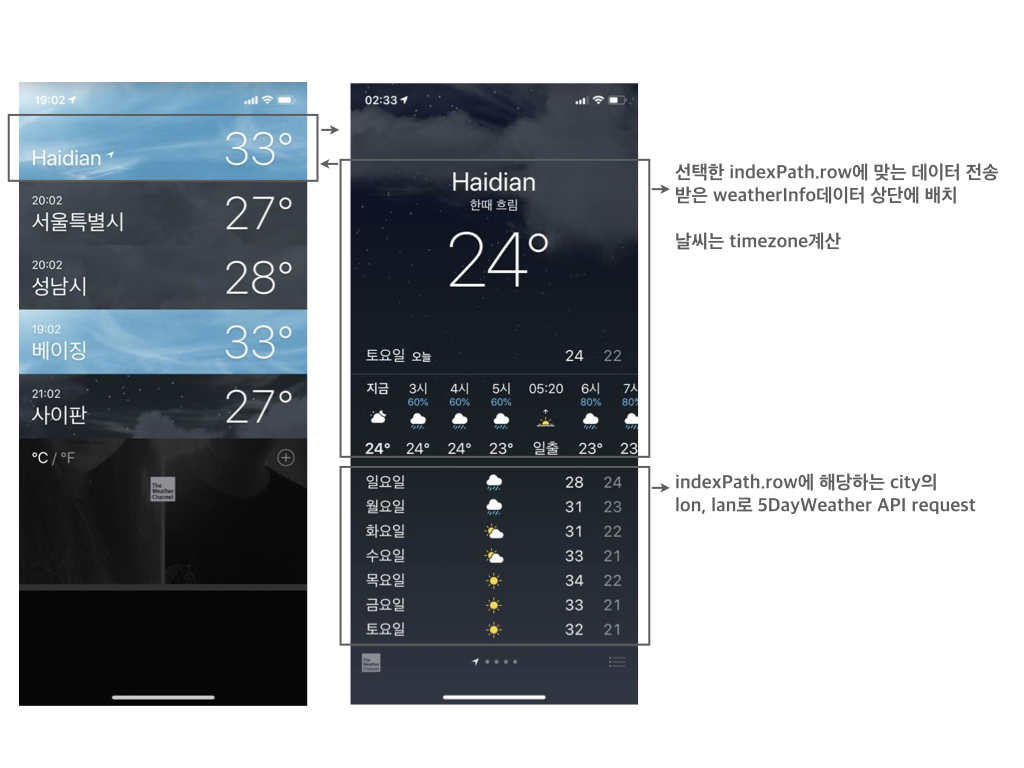 19:02
Haidian
33°
20:02
서울특별시
27°
20:02
성남시
28°
19:02
베이징
33°
21:02
사이판
27°
°C / °F
The
Weather
Channel
02:33
Haidian
한때 흐림
24°
토요일 오늘 24 22
지금 3시 4시 5시 05:20 6시 7시
60% 60% 60% 80% 80%
24° 24° 24° 23° 일출 23° 23
일요일 28 24
월요일 31 23
화요일 31 22
수요일 33 21
목요일 34 22
금요일 33 21
토요일 32 21
The
Weather
Channel
선택한 indexPath.row에 맞는 데이터 전송
받은 weatherInfo데이터 상단에 배치
날씨는 timezone계산
indexPath.row에 해당하는 city의
lon, lan로 5DayWeather API request